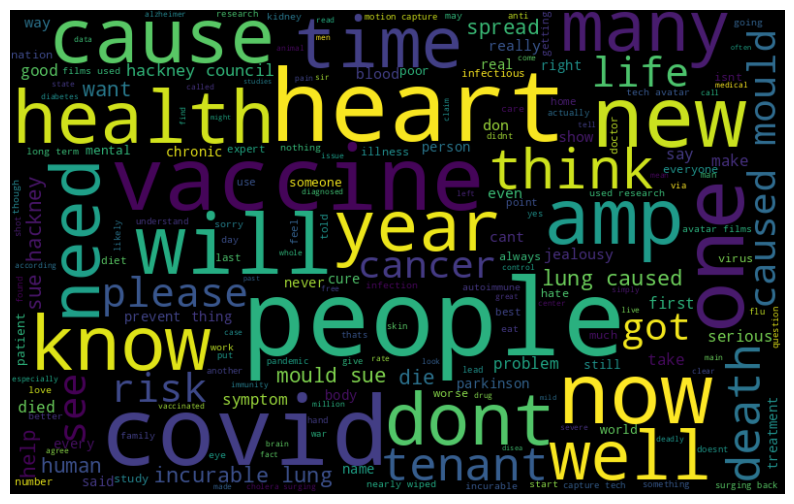 way
alzheimer
research
kidney
motion capture
may
anti
cause
time
many
spread
men
read
getting
going
nation
data
really
often
good
films used
hackney council
blood
poor
infectious
real
right
isnt
life
mould
want
pain
sir
come
state
called
care
home
tech avatar
call
medical
health
heart
new
diabetes
studies
animal
claim
actually
tell
find
might
don
show
doctor
didnt
long term
mental
expert
nothing
illness
person
say
make
everyone
chronic
issue
think
used research
via
man
though
vaccine
someone
use
diagnosed
left
even
point
yes
avatar films
need
will
year
amp
one
caused
shot
likely
understand
sorry
day
feel
told
cant
jealousy
virus
according
sue hackney
diet
last
whole
cancer
always
control
lung caused
found
please
never
cure
infection
autoimmune
hate
simply
first
past
free
great
live
flu
question
patient
know
people
prevent thing
case
work
put
thats
skin
best
eat
much
got
serious
center
main
another
pandemic
give
rate
look
lead
problem
still
take
clear
especially
mould sue
die
parkinson
love
risk
symptom
body
worse
drug
mild
now
death
treatment
see
died
better
immunity
vaccinated
million
hand
war
world
severe
deadly
agree
covid
dont
well
help
every
family
eye
brain
fact
disea
doesnt
human
said
study
incurable lung
name
tenant
start
something
number
made
cholera surging
nearly wiped
incurable
capture tech
surging back